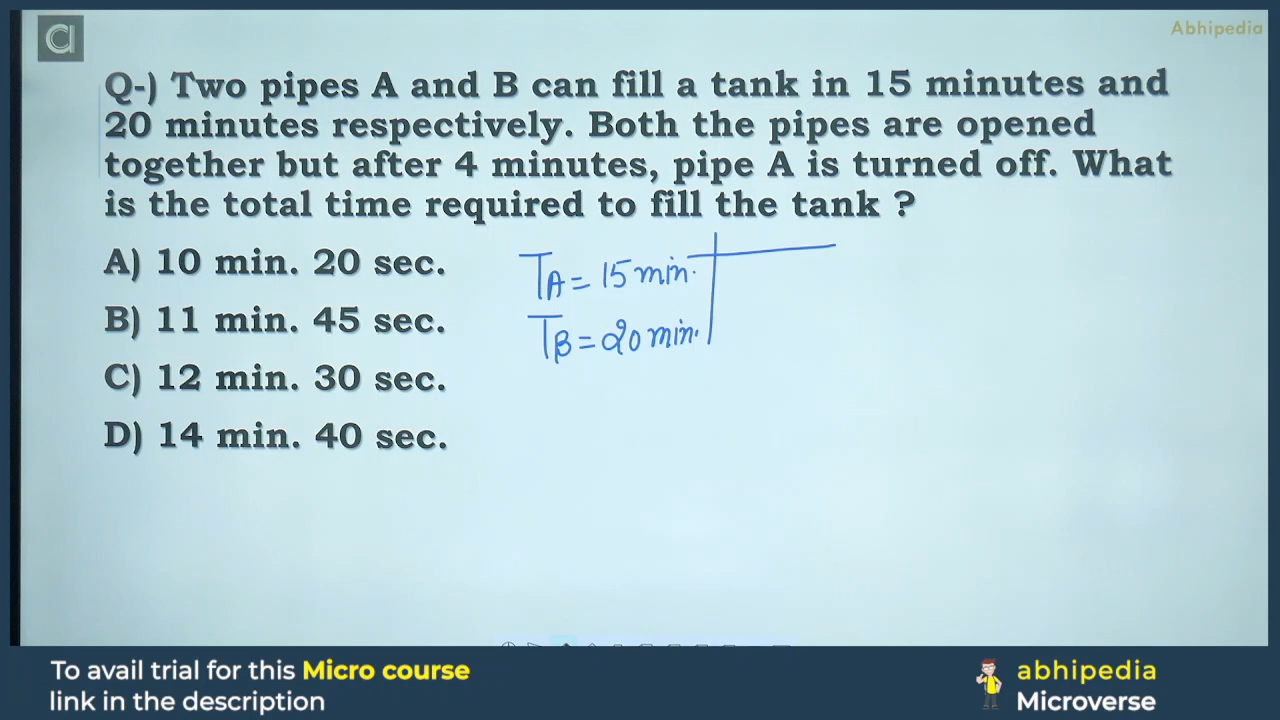 Abhipedia
Q-) Two pipes A and B can fill a tank in 15 minutes and
20 minutes respectively. Both the pipes are opened
together but after 4 minutes, pipe A is turned off. What
is the total time required to fill the tank ?
A) 10 min. 20 sec.
B) 11 min. 45 sec.
C) 12 min. 30 sec.
D) 14 min. 40 sec.
TA = 15 min.
TB = 20 min.
To avail trial for this Micro course
link in the description
abhipedia
Microverse